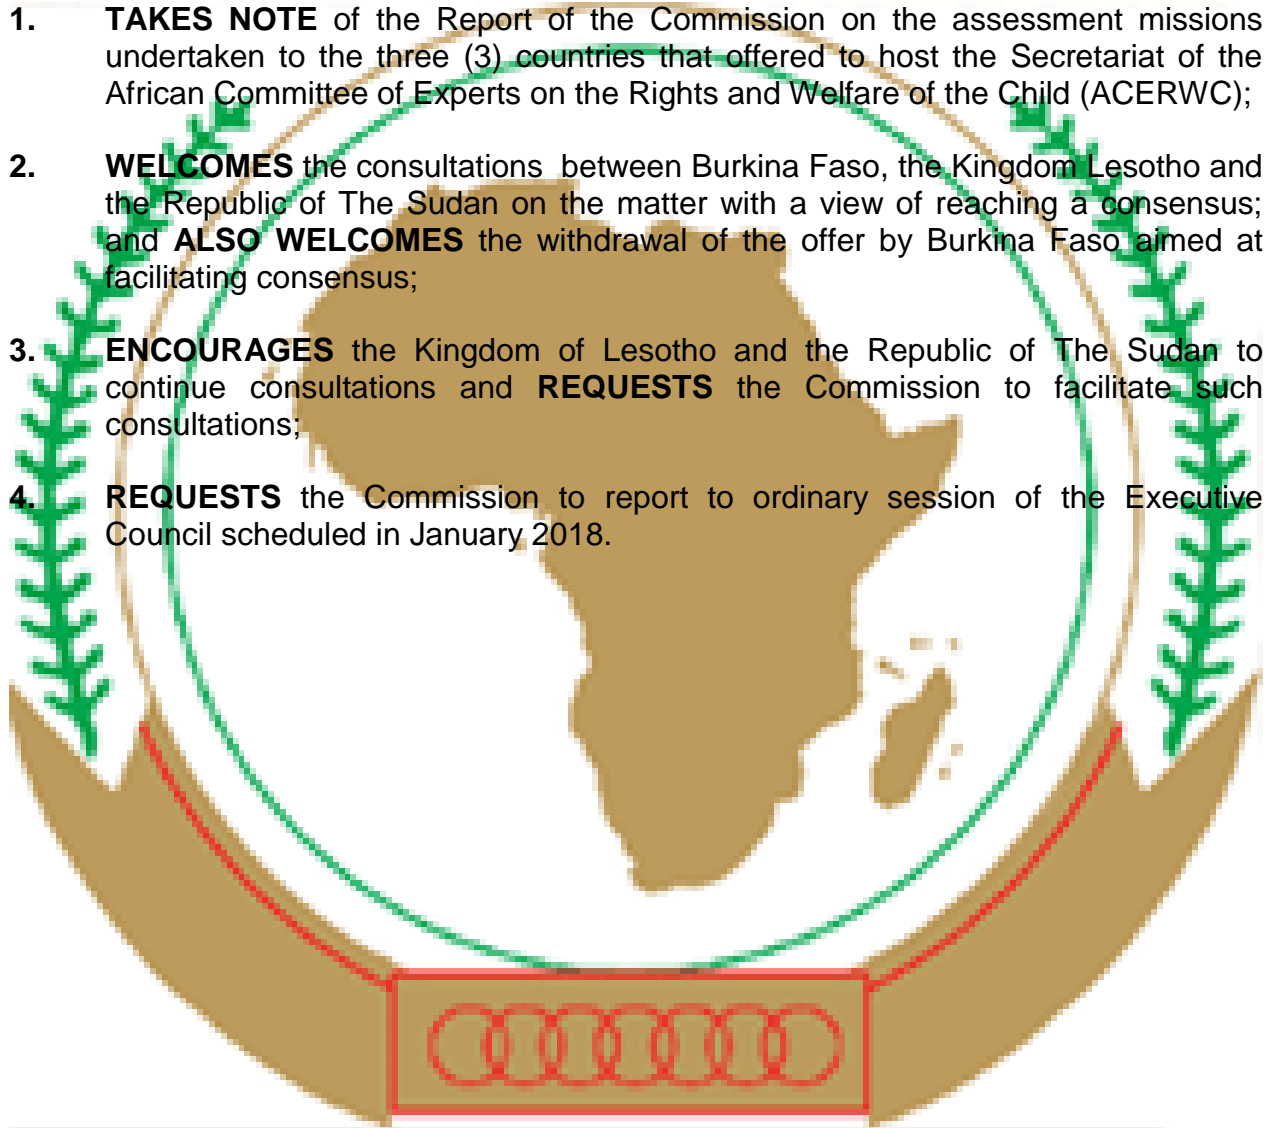 1. TAKES NOTE of the Report of the Commission on the assessment missions
undertaken to the three (3) countries that offered to host the Secretariat of the
African Committee of Experts on the Rights and Welfare of the Child (ACERWC);
2. WELCOMES the consultations between Burkina Faso, the Kingdom Lesotho and
the Republic of The Sudan on the matter with a view of reaching a consensus;
and ALSO WELCOMES the withdrawal of the offer by Burkina Faso aimed at
facilitating consensus;
3. ENCOURAGES the Kingdom of Lesotho and the Republic of The Sudan to
continue consultations and REQUESTS the Commission to facilitate such
consultations;
4. REQUESTS the Commission to report to ordinary session of the Executive
Council scheduled in January 2018.